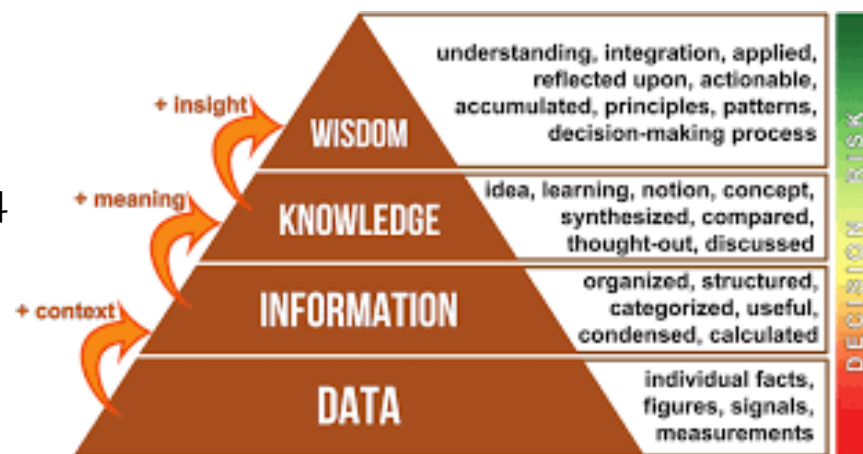 understanding, integration, applied,
reflected upon, actionable,
accumulated, principles, patterns,
decision-making process
+ insight
WISDOM
idea, learning, notion, concept,
synthesized, compared,
thought-out, discussed
+ meaning
KNOWLEDGE
organized, structured,
categorized, useful,
condensed, calculated
+ context
INFORMATION
individual facts,
figures, signals,
measurements
DATA
DECISION RISK
4